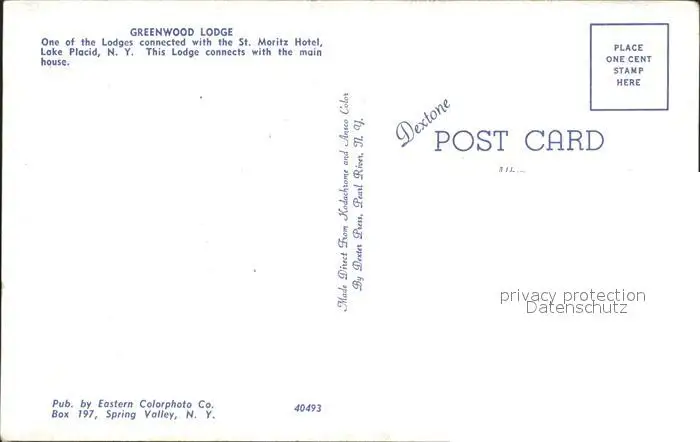 GREENWOOD LODGE
One of the Lodges connected with the St. Moritz Hotel,
Lake Placid, N. Y. This Lodge connects with the main
house.
PLACE
ONE CENT
STAMP
HERE
Dextone
POST CARD
Made Direct From Kodachrome and Ansco Color
By Dexter Press, Pearl River, N. Y.
privacy protection
Datenschutz
Pub. by Eastern Colorphoto Co.
Box 197, Spring Valley, N. Y.
40493